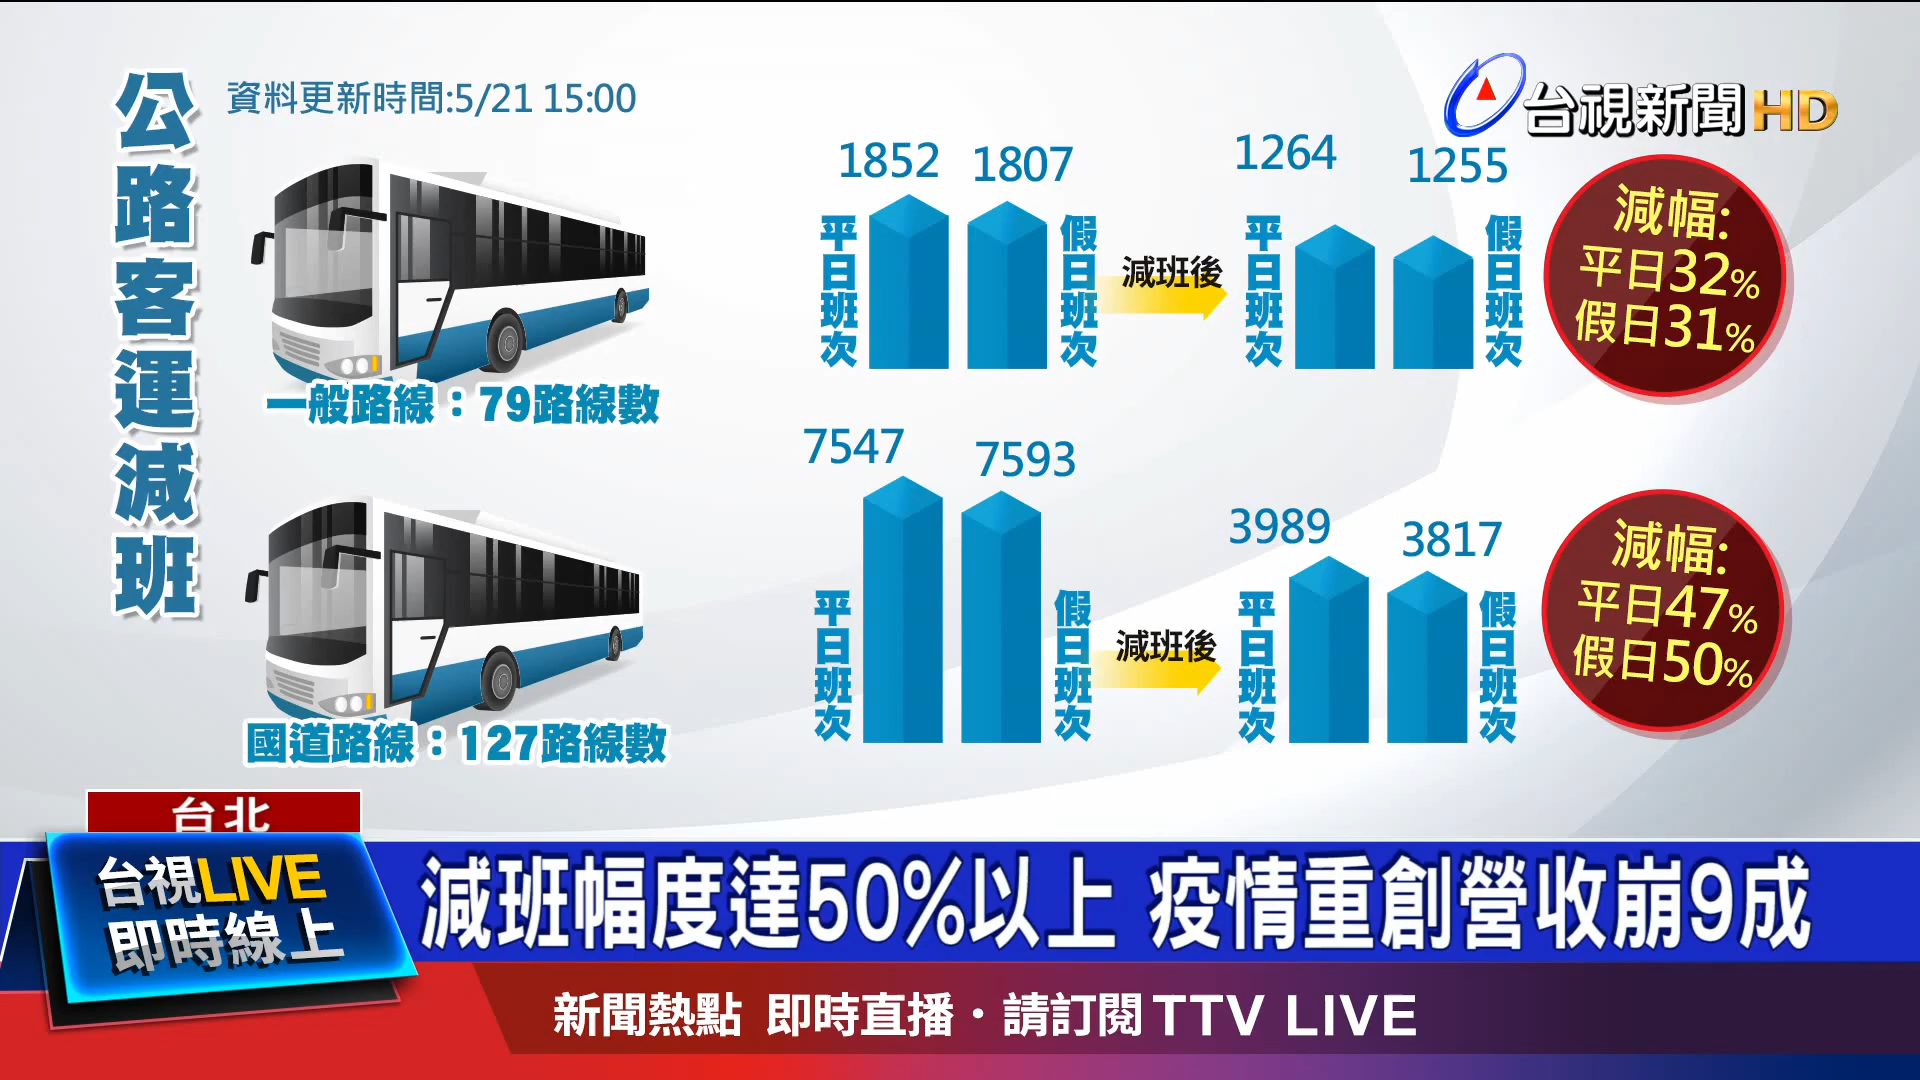 公路客運減班
資料更新時間:5/21 15:00
台視新聞HD
1852
1807
平日班次
假日班次
減班後
1264
1255
平日班次
假日班次
減幅:
平日32%
假日31%
一般路線：79路線數
7547
7593
平日班次
假日班次
減班後
3989
3817
平日班次
假日班次
減幅:
平日47%
假日50%
國道路線：127路線數
台北
台視LIVE
即時線上
減班幅度達50%以上 疫情重創營收崩9成
新聞熱點 即時直播・請訂閱TTV LIVE